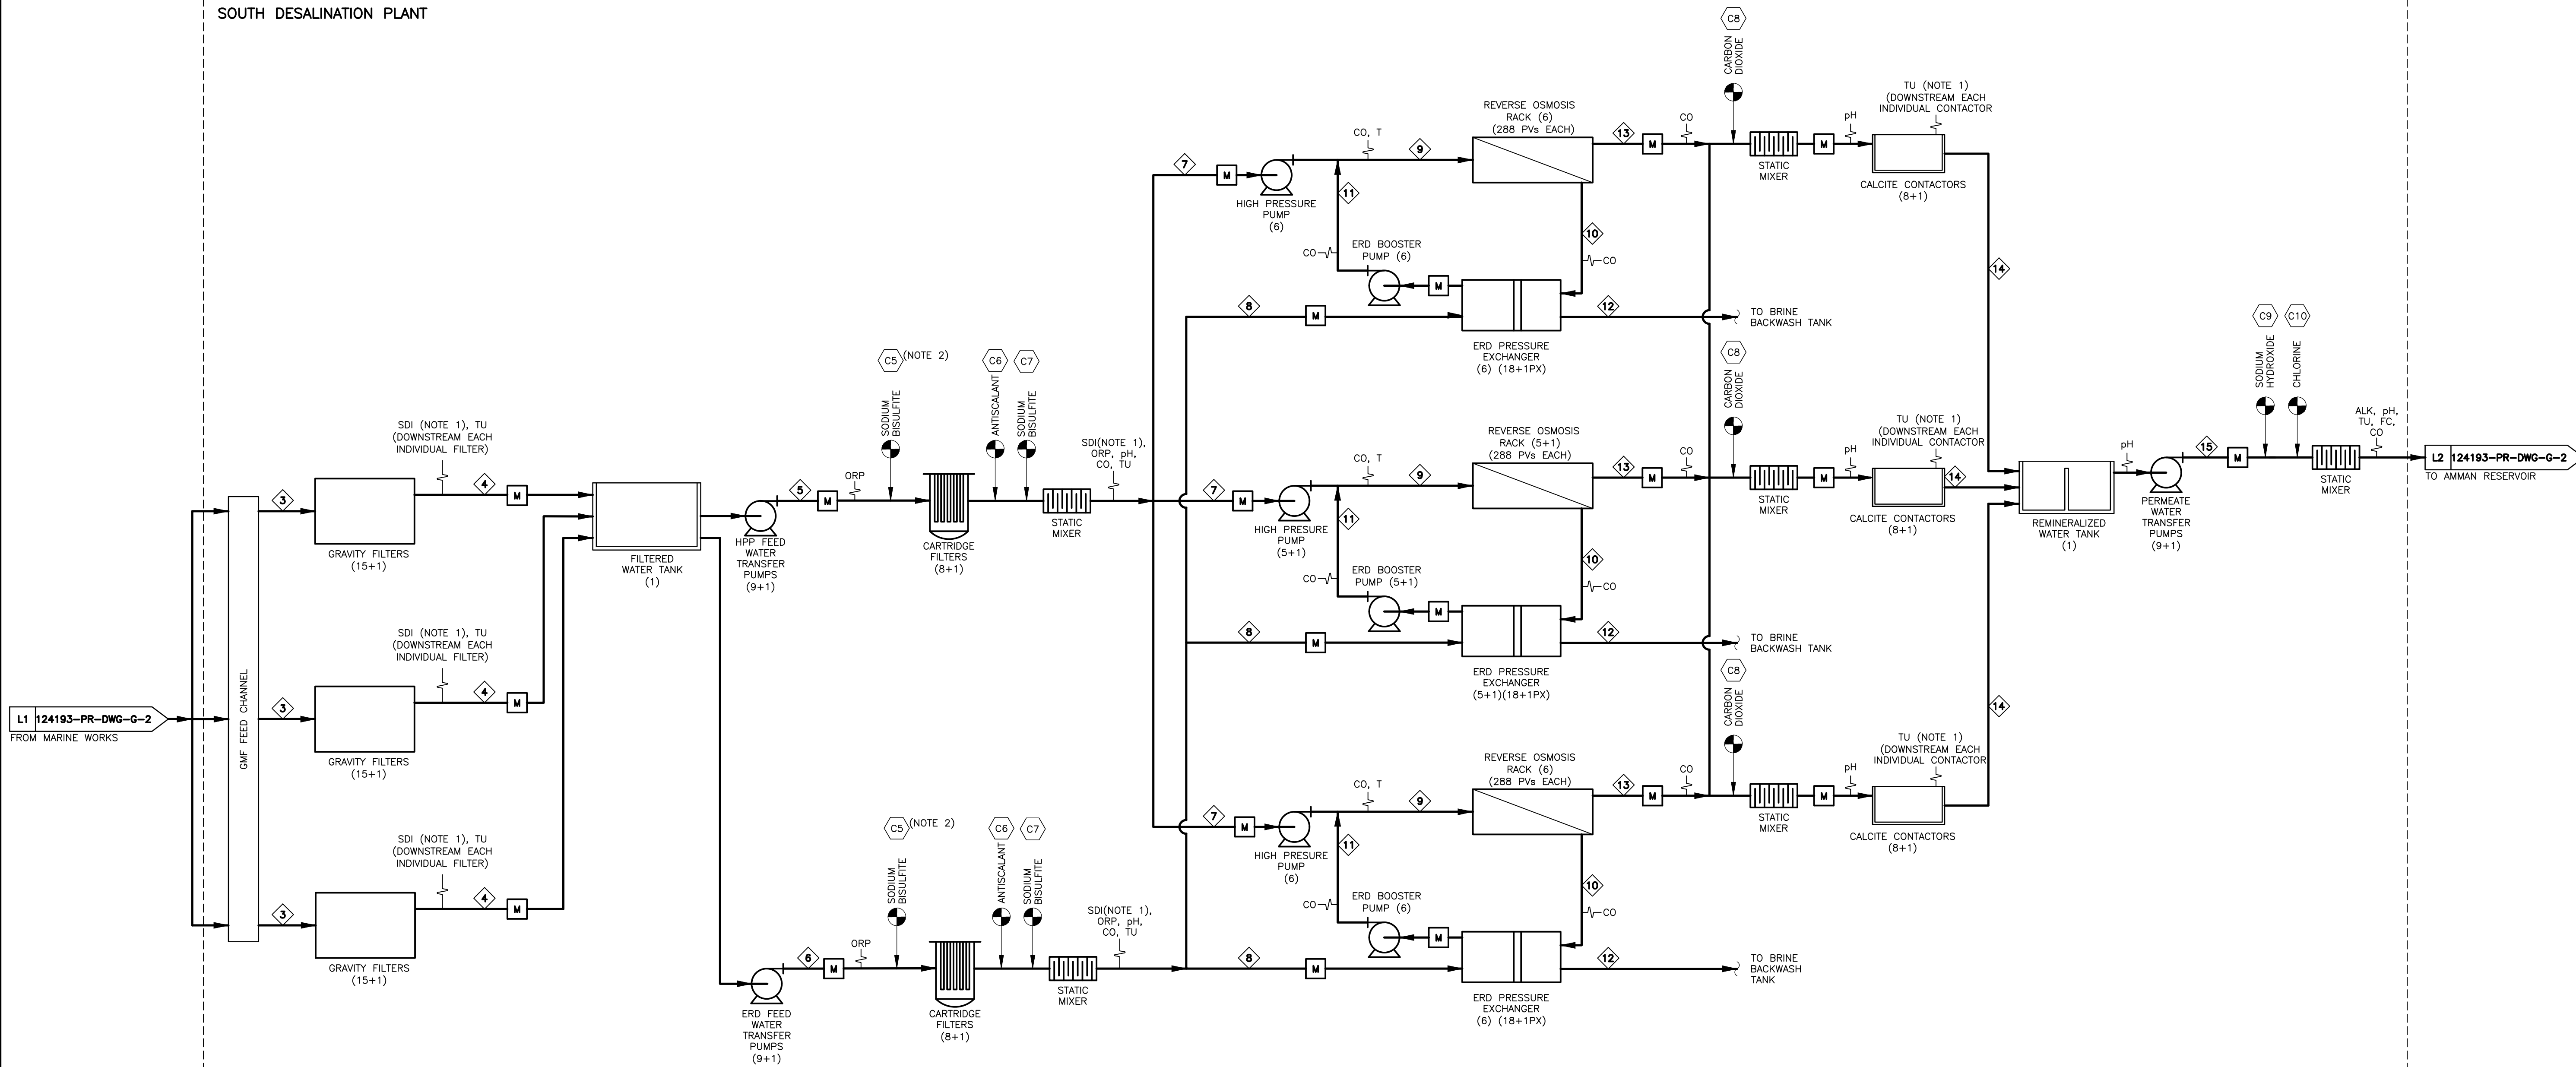 SOUTH DESALINATION PLANT
L1 124193-PR-DWG-G-2
FROM MARINE WORKS
GMF FEED CHANNEL
3
GRAVITY FILTERS
(15+1)
SDI (NOTE 1), TU
(DOWNSTREAM EACH
INDIVIDUAL FILTER)
4
M
3
GRAVITY FILTERS
(15+1)
SDI (NOTE 1), TU
(DOWNSTREAM EACH
INDIVIDUAL FILTER)
4
M
3
GRAVITY FILTERS
(15+1)
SDI (NOTE 1), TU
(DOWNSTREAM EACH
INDIVIDUAL FILTER)
4
M
FILTERED
WATER TANK
(1)
HPP FEED
WATER
TRANSFER
PUMPS
(9+1)
5
M
ORP
C5 (NOTE 2)
SODIUM
BISULFITE
CARTRIDGE
FILTERS
(8+1)
C6
ANTISCALANT
C7
SODIUM
BISULFITE
STATIC
MIXER
SDI(NOTE 1),
ORP, pH,
CO, TU
ERD FEED
WATER
TRANSFER
PUMPS
(9+1)
6
M
ORP
C5 (NOTE 2)
SODIUM
BISULFITE
CARTRIDGE
FILTERS
(8+1)
C6
ANTISCALANT
C7
SODIUM
BISULFITE
STATIC
MIXER
SDI(NOTE 1),
ORP, pH,
CO, TU
7
M
HIGH PRESSURE
PUMP
(6)
CO, T
9
11
CO
ERD BOOSTER
PUMP (6)
M
REVERSE OSMOSIS
RACK (6)
(288 PVs EACH)
10
CO
8
M
ERD PRESSURE
EXCHANGER
(6) (18+1PX)
12
TO BRINE
BACKWASH TANK
13
M
CO
C8
CARBON
DIOXIDE
STATIC
MIXER
M
pH
TU (NOTE 1)
(DOWNSTREAM EACH
INDIVIDUAL CONTACTOR
CALCITE CONTACTORS
(8+1)
14
7
M
HIGH PRESURE
PUMP
(5+1)
CO, T
9
11
CO
ERD BOOSTER
PUMP (5+1)
M
REVERSE OSMOSIS
RACK (5+1)
(288 PVs EACH)
10
CO
8
M
ERD PRESSURE
EXCHANGER
(5+1)(18+1PX)
12
TO BRINE
BACKWASH TANK
13
M
CO
C8
CARBON
DIOXIDE
STATIC
MIXER
M
pH
TU (NOTE 1)
(DOWNSTREAM EACH
INDIVIDUAL CONTACTOR
CALCITE CONTACTORS
(8+1)
14
7
M
HIGH PRESURE
PUMP
(6)
CO, T
9
11
CO
ERD BOOSTER
PUMP (6)
M
REVERSE OSMOSIS
RACK (6)
(288 PVs EACH)
10
CO
8
M
ERD PRESSURE
EXCHANGER
(6) (18+1PX)
12
TO BRINE
BACKWASH
TANK
13
M
CO
C8
CARBON
DIOXIDE
STATIC
MIXER
M
pH
TU (NOTE 1)
(DOWNSTREAM EACH
INDIVIDUAL CONTACTOR
CALCITE CONTACTORS
(8+1)
14
REMINERALIZED
WATER TANK
(1)
pH
PERMEATE
WATER
TRANSFER
PUMPS
(9+1)
15
M
C9
SODIUM
HYDROXIDE
C10
CHLORINE
STATIC
MIXER
ALK, pH,
TU, FC,
CO
L2 124193-PR-DWG-G-2
TO AMMAN RESERVOIR